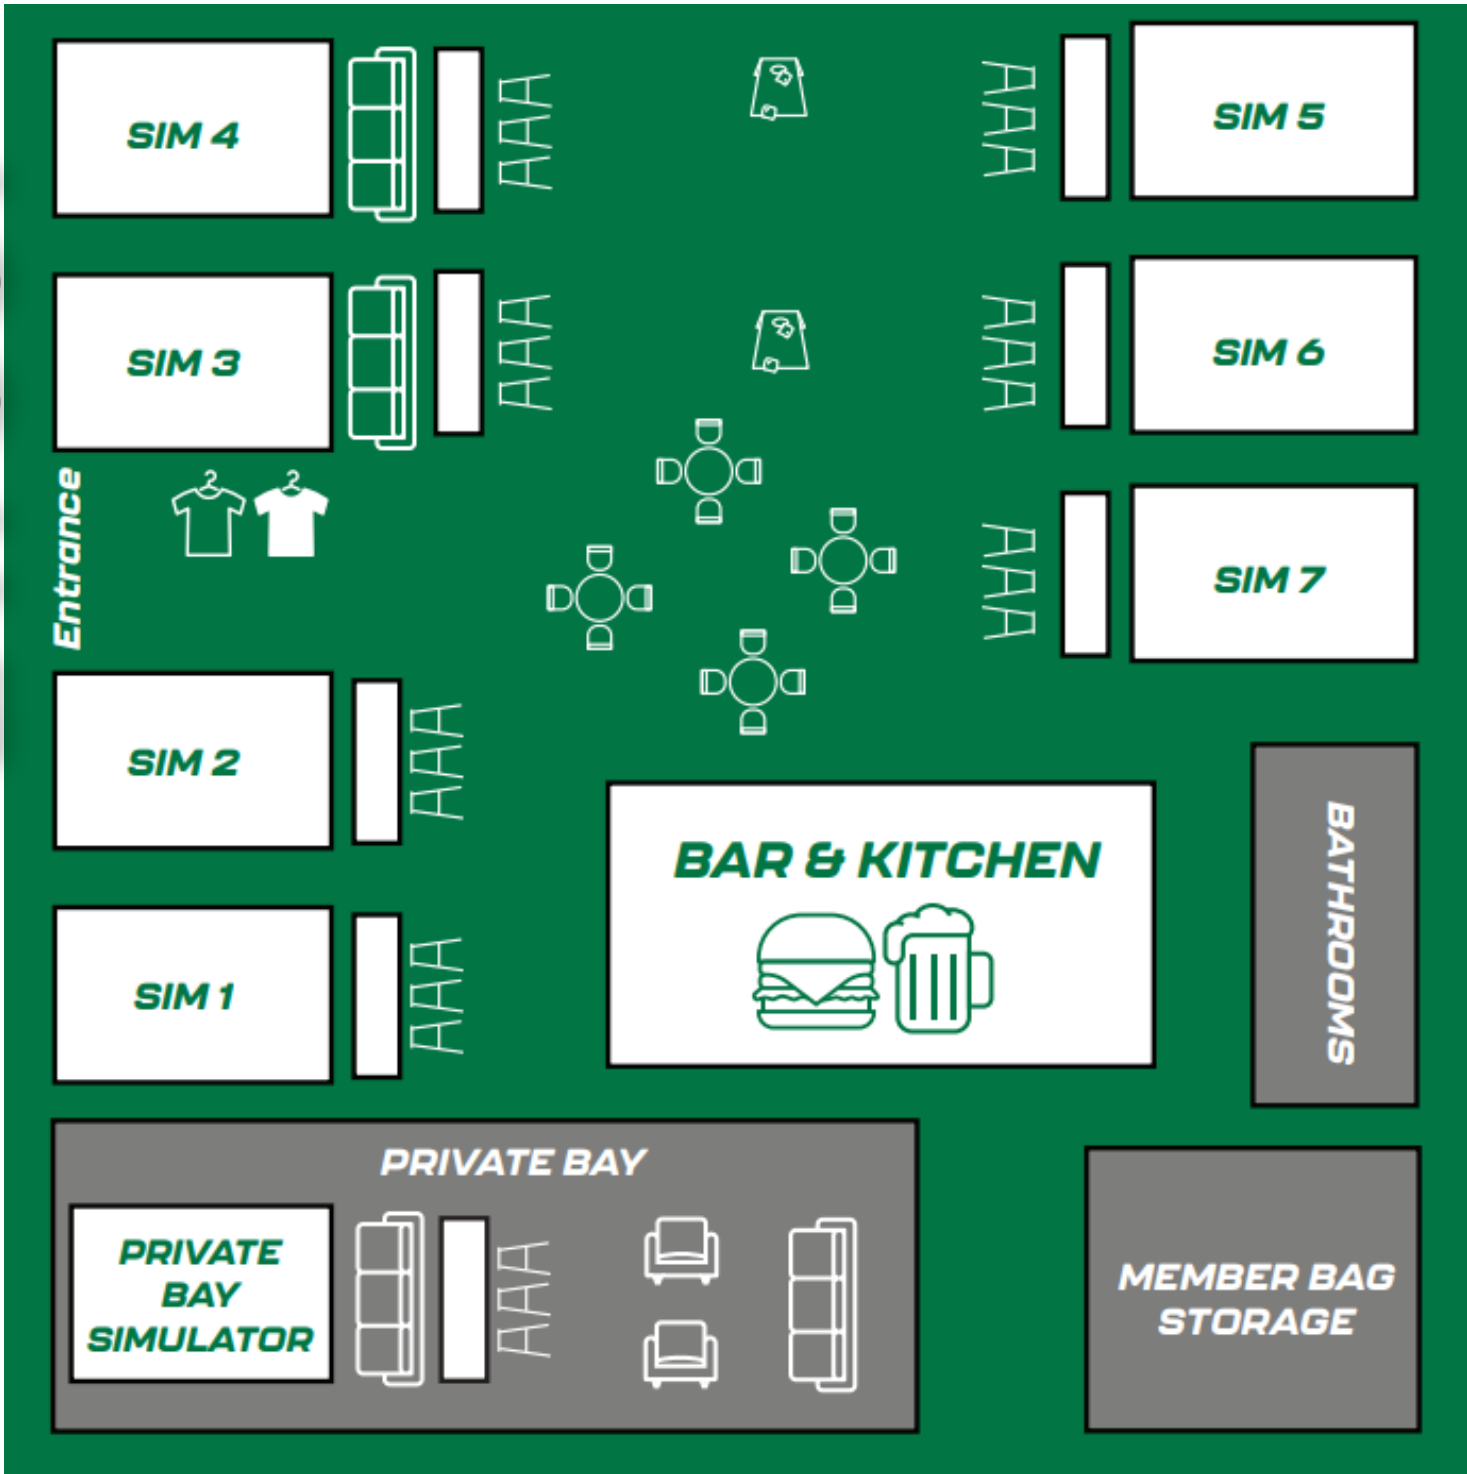 SIM 4
SIM 5
SIM 3
SIM 6
Entrance
SIM 7
SIM 2
BAR & KITCHEN
BATHROOMS
SIM 1
PRIVATE BAY
PRIVATE
BAY
SIMULATOR
MEMBER BAG
STORAGE